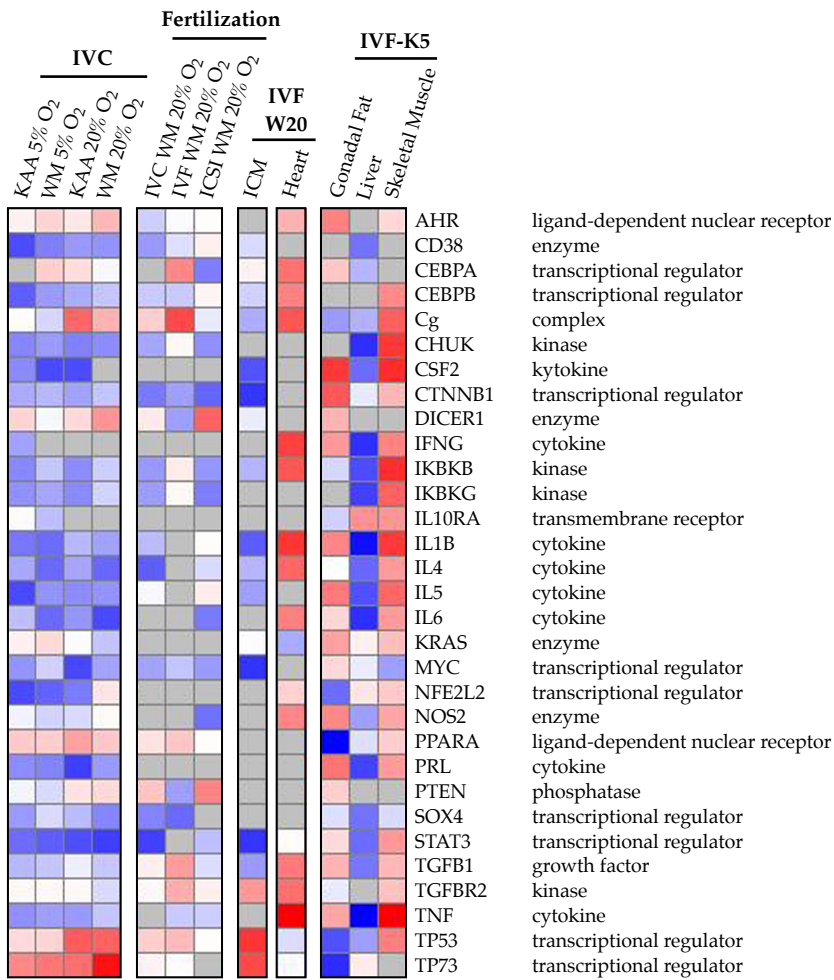 Fertilization
IVF-K5
IVC
IVF
W20
KAA 5% O2
WM 5% O2
KAA 20% O2
WM 20% O2
IVC WM 20% O2
IVF WM 20% O2
ICSI WM 20% O2
ICM
Heart
Gonadal Fat
Liver
Skeletal Muscle
AHR ligand-dependent nuclear receptor
CD38 enzyme
CEBPA transcriptional regulator
CEBPB transcriptional regulator
Cg complex
CHUK kinase
CSF2 kytokine
CTNNB1 transcriptional regulator
DICER1 enzyme
IFNG cytokine
IKBKB kinase
IKBKG kinase
IL10RA transmembrane receptor
IL1B cytokine
IL4 cytokine
IL5 cytokine
IL6 cytokine
KRAS enzyme
MYC transcriptional regulator
NFE2L2 transcriptional regulator
NOS2 enzyme
PPARA ligand-dependent nuclear receptor
PRL cytokine
PTEN phosphatase
SOX4 transcriptional regulator
STAT3 transcriptional regulator
TGFB1 growth factor
TGFBR2 kinase
TNF cytokine
TP53 transcriptional regulator
TP73 transcriptional regulator